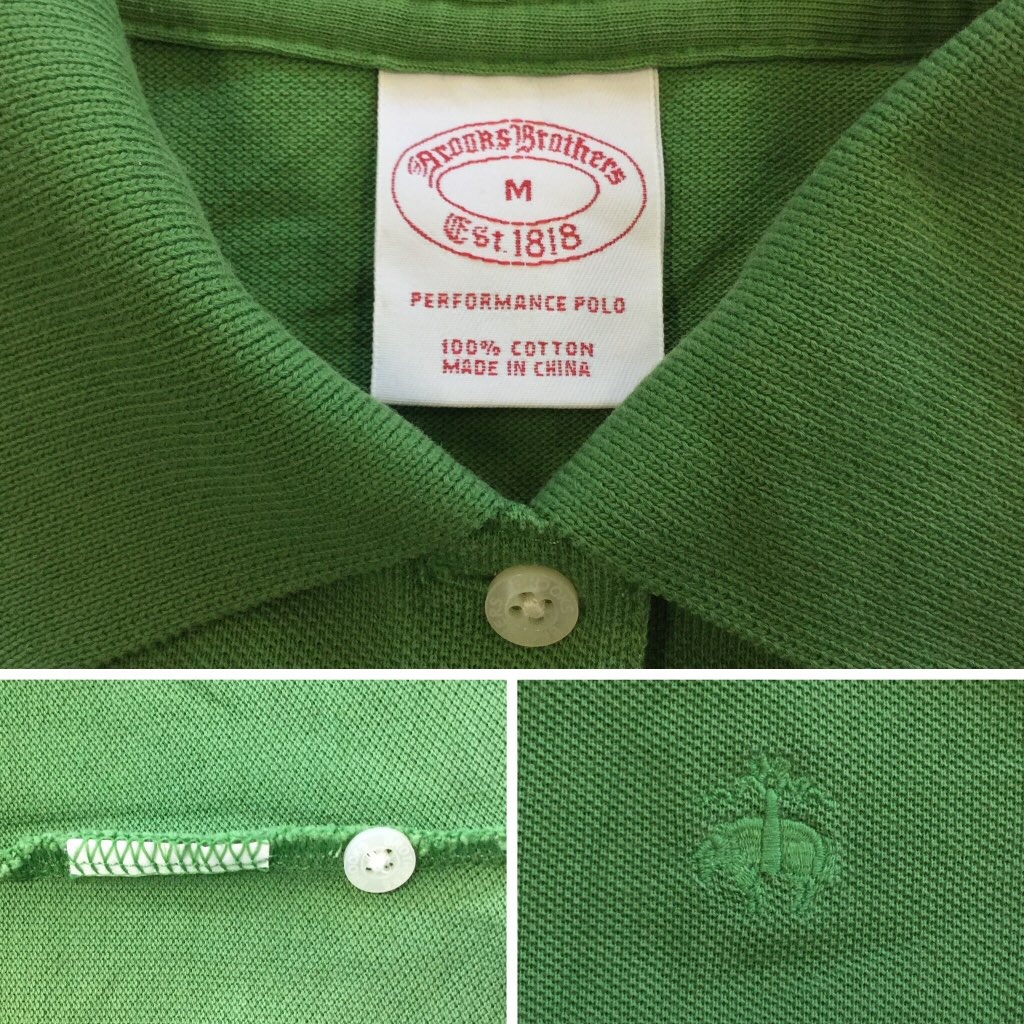 Brooks Brothers
M
Est. 1818
PERFORMANCE POLO
100% COTTON
MADE IN CHINA